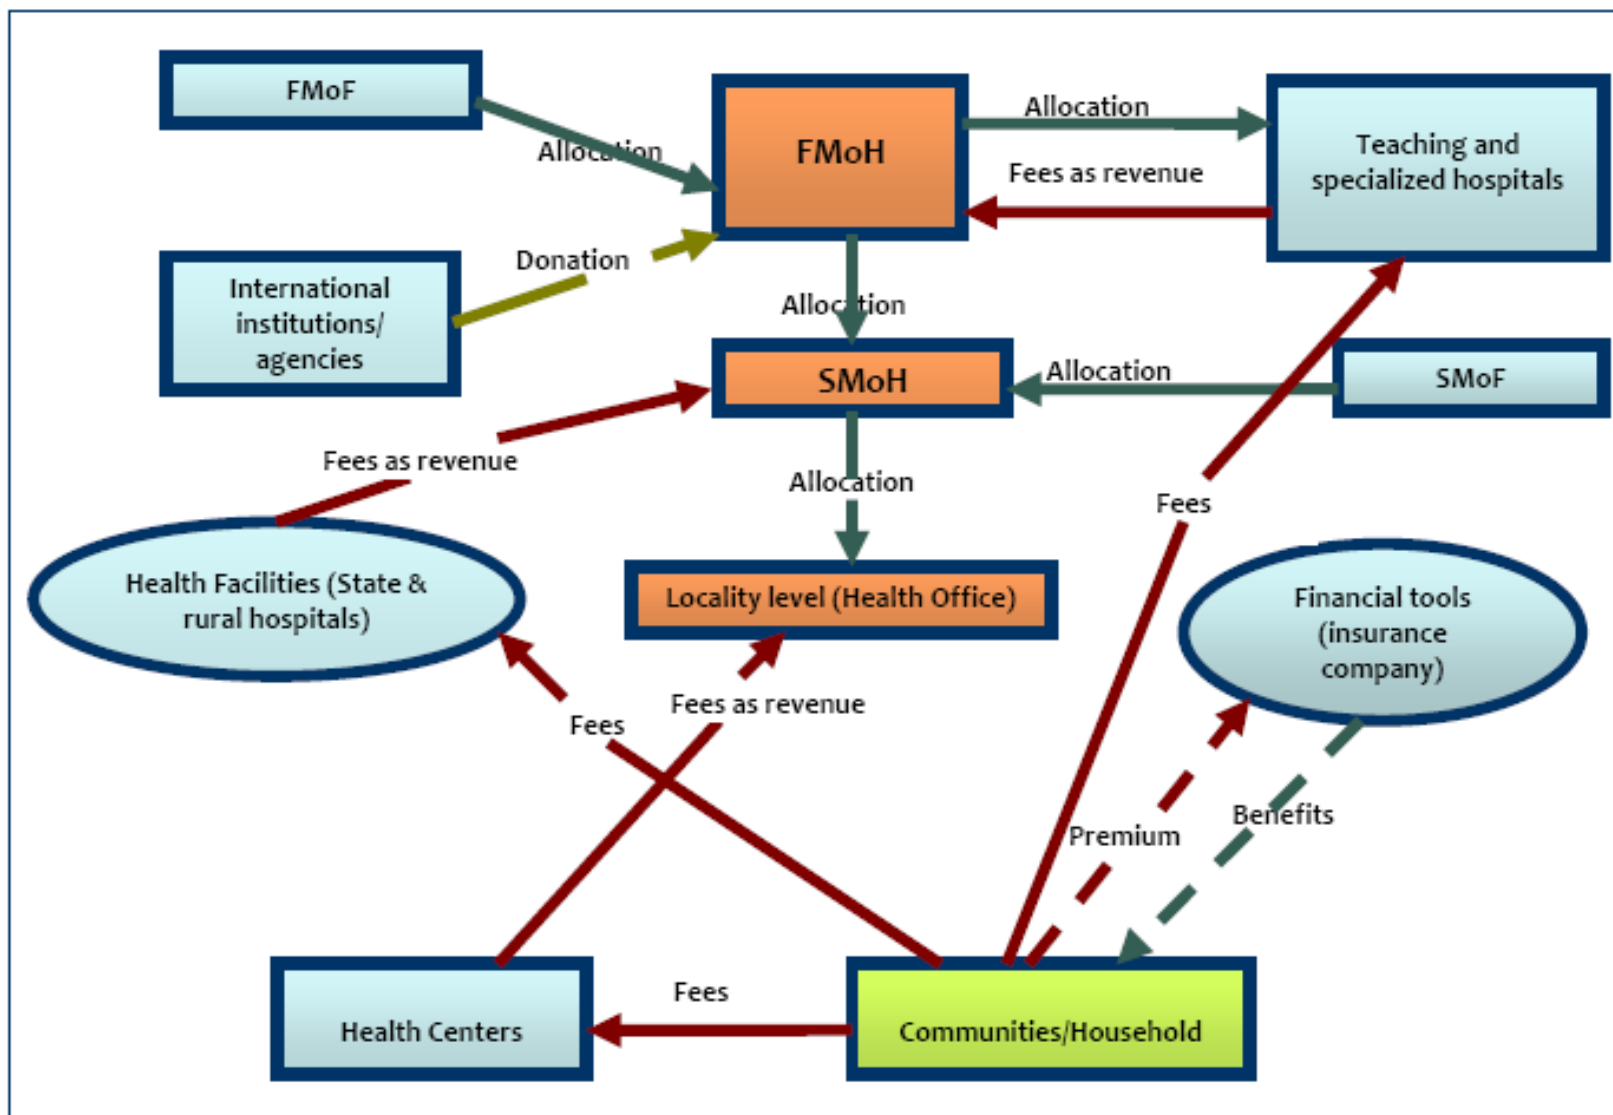 FMoF
Allocation
FMoH
Allocation
Fees as revenue
Teaching and
specialized hospitals
International
institutions/
agencies
Donation
Allocation
SMoH
Allocation
SMoF
Fees as revenue
Allocation
Fees
Health Facilities (State &
rural hospitals)
Locality level (Health Office)
Financial tools
(insurance
company)
Fees as revenue
Fees
Premium
Benefits
Health Centers
Fees
Communities/Household